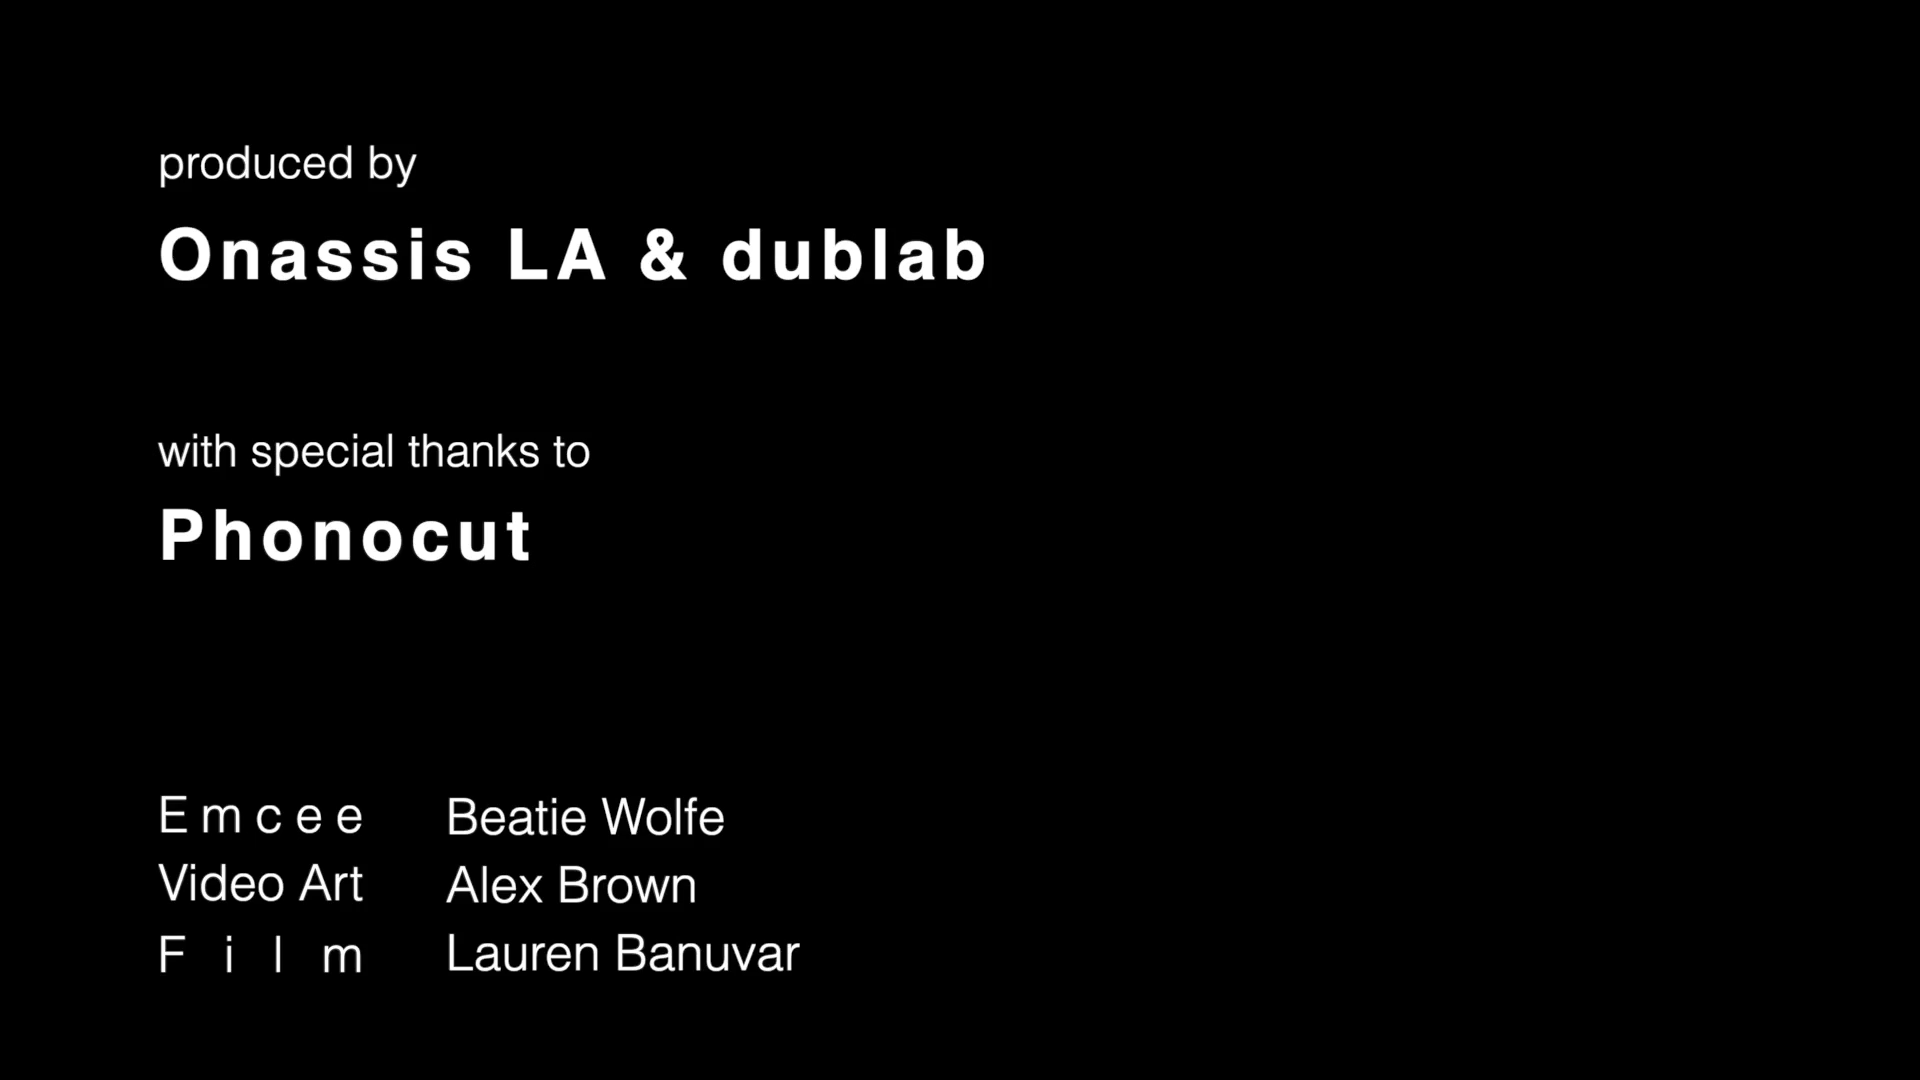 produced by
Onassis LA & dublab
with special thanks to
Phonocut
Emcee Beatie Wolfe
Video Art Alex Brown
Film Lauren Banuvar